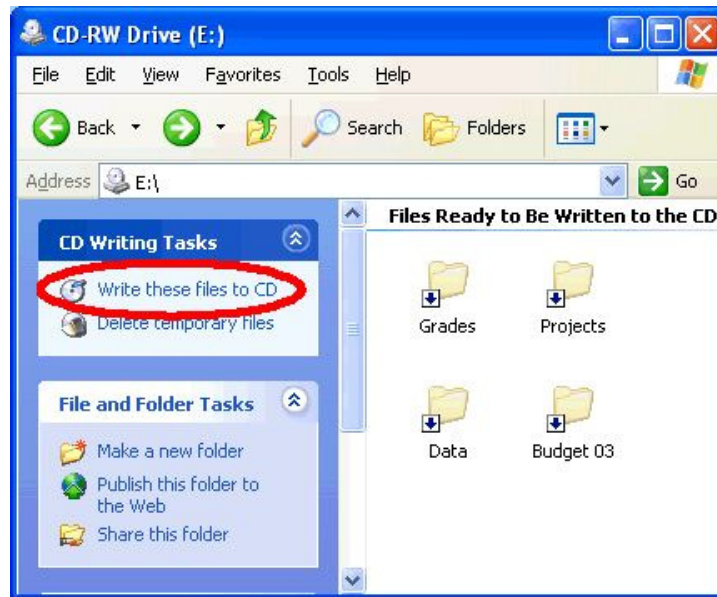 CD-RW Drive (E:)
File Edit View Favorites Tools Help
Back Search Folders
Address E:\ Go
CD Writing Tasks
Write these files to CD
Delete temporary files
File and Folder Tasks
Make a new folder
Publish this folder to
the Web
Share this folder
Files Ready to Be Written to the CD
Grades Projects
Data Budget 03